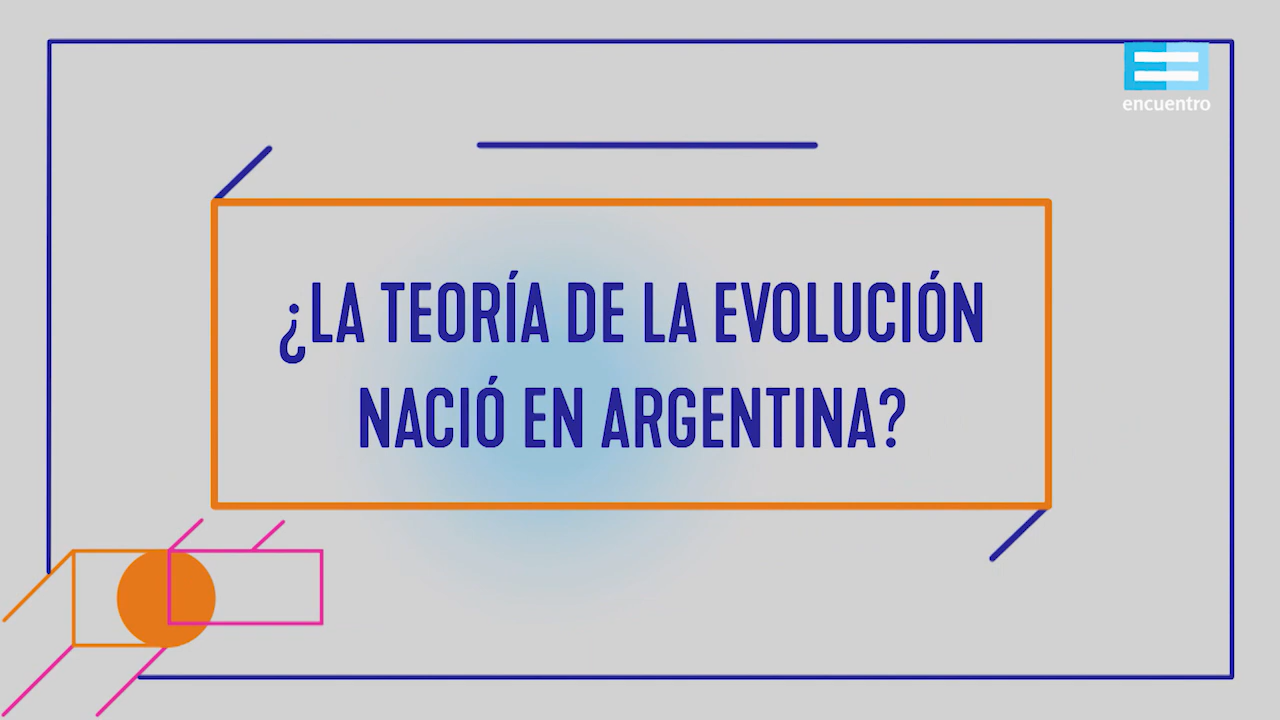 encuentro
¿LA TEORÍA DE LA EVOLUCIÓN
NACIÓ EN ARGENTINA?